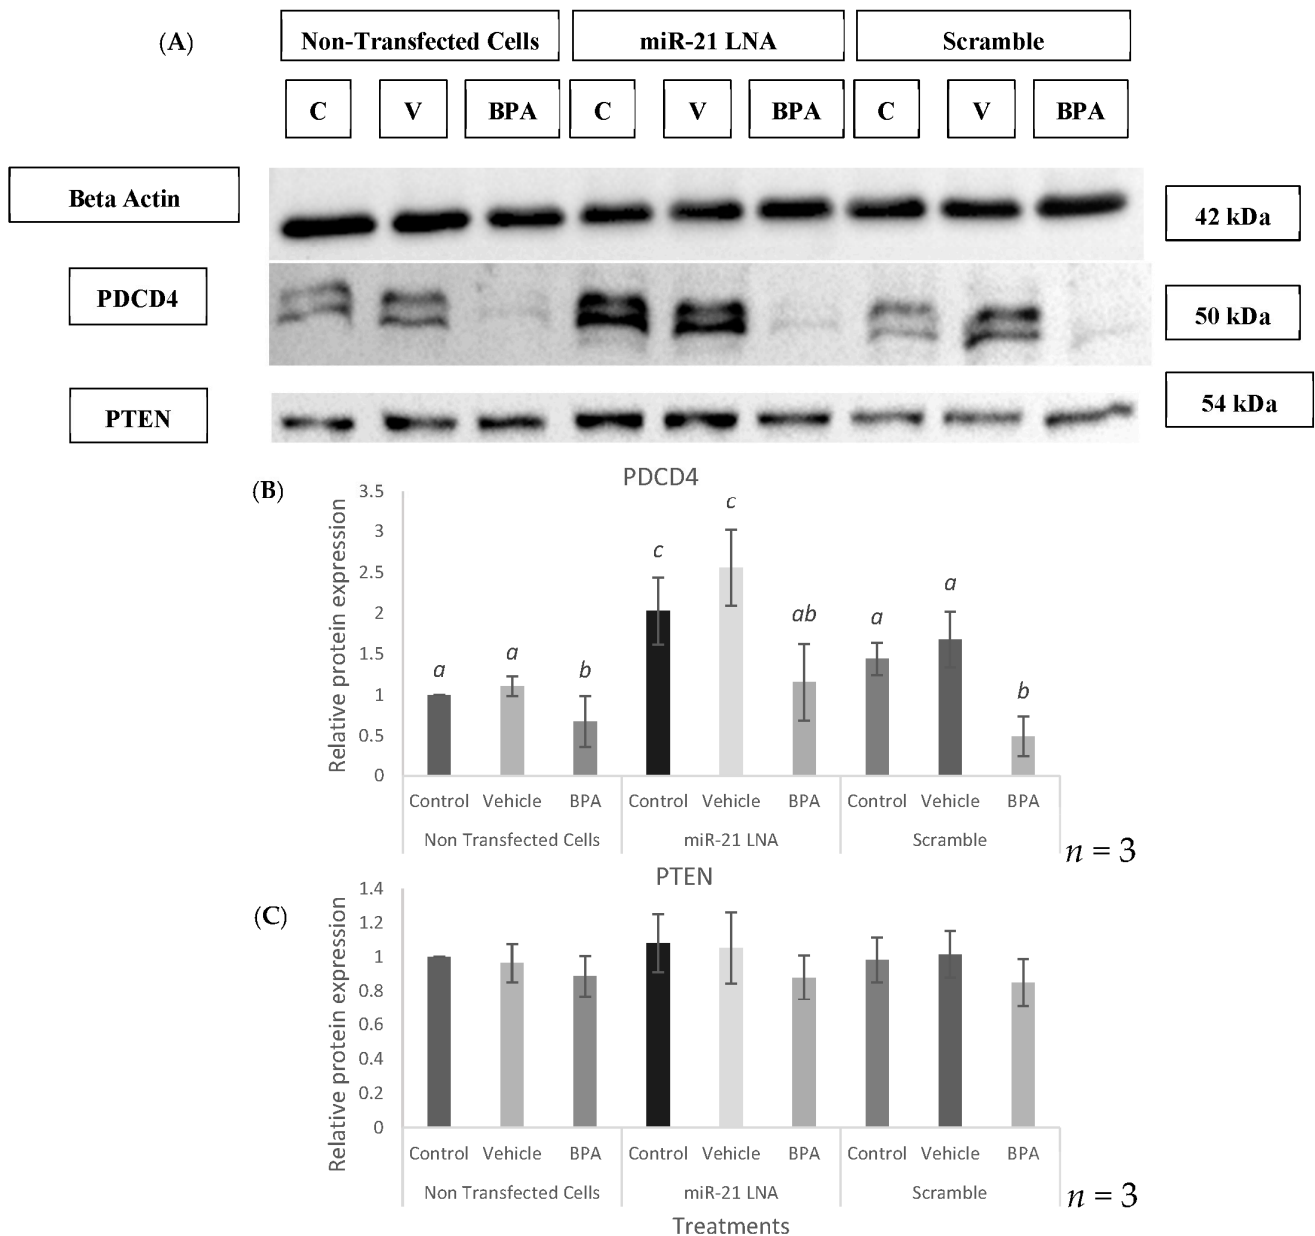 (A)
Non-Transfected Cells miR-21 LNA Scramble
C V BPA C V BPA C V BPA
Beta Actin 42 kDa
PDCD4 50 kDa
PTEN 54 kDa
(B)
PDCD4
Relative protein expression
3.5
3
2.5
2
1.5
1
0.5
0
a a b c c ab a a b
Control Vehicle BPA Control Vehicle BPA Control Vehicle BPA
Non Transfected Cells miR-21 LNA Scramble
n = 3
(C)
PTEN
Relative protein expression
1.4
1.2
1
0.8
0.6
0.4
0.2
0
Control Vehicle BPA Control Vehicle BPA Control Vehicle BPA
Non Transfected Cells miR-21 LNA Scramble
n = 3
Treatments